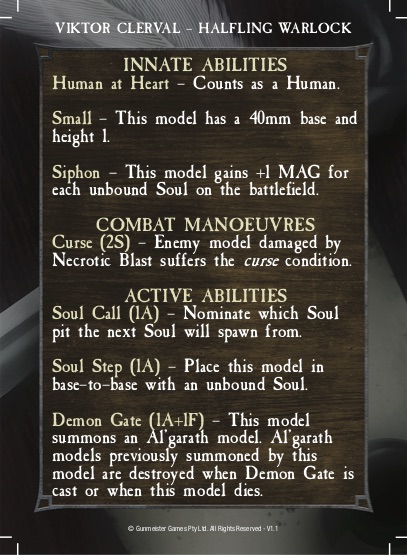 VIKTOR CLERVAL – HALFLING WARLOCK
INNATE ABILITIES
Human at Heart – Counts as a Human.
Small – This model has a 40mm base and
height 1.
Siphon – This model gains +1 MAG for
each unbound Soul on the battlefield.
COMBAT MANOEUVRES
Curse (2S) – Enemy model damaged by
Necrotic Blast suffers the curse condition.
ACTIVE ABILITIES
Soul Call (1A) – Nominate which Soul
pit the next Soul will spawn from.
Soul Step (1A) – Place this model in
base-to-base with an unbound Soul.
Demon Gate (1A+1F) – This model
summons an Al'garath model. Al'garath
models previously summoned by this
model are destroyed when Demon Gate is
cast or when this model dies.
© Gunmeister Games Pty Ltd. All Rights Reserved - V1.1